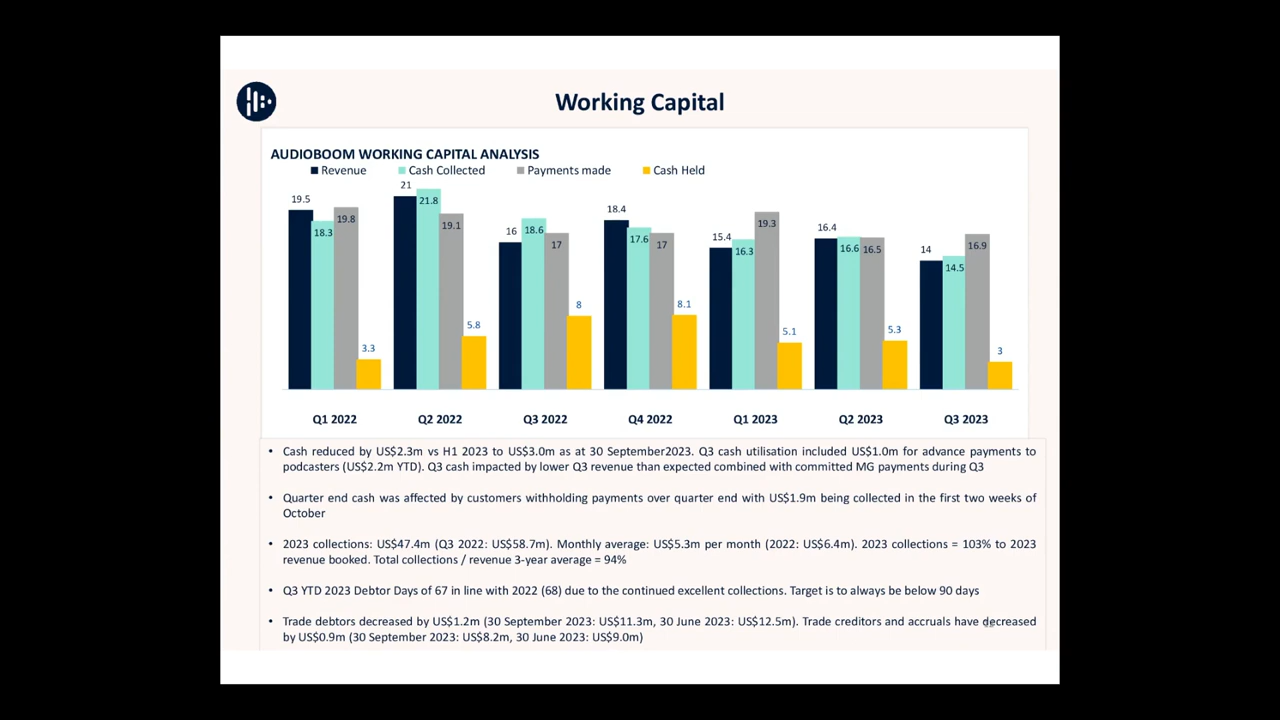 Working Capital
AUDIOBOOM WORKING CAPITAL ANALYSIS
Revenue Cash Collected Payments made Cash Held
19.5 18.3 19.8 3.3
21 21.8 19.1 5.8
16 18.6 17 8
18.4 17.6 17 8.1
15.4 16.3 19.3 5.1
16.4 16.6 16.5 5.3
14 14.5 16.9 3
Q1 2022 Q2 2022 Q3 2022 Q4 2022 Q1 2023 Q2 2023 Q3 2023
• Cash reduced by US$2.3m vs H1 2023 to US$3.0m as at 30 September2023. Q3 cash utilisation included US$1.0m for advance payments to
podcasters (US$2.2m YTD). Q3 cash impacted by lower Q3 revenue than expected combined with committed MG payments during Q3
• Quarter end cash was affected by customers withholding payments over quarter end with US$1.9m being collected in the first two weeks of
October
• 2023 collections: US$47.4m (Q3 2022: US$58.7m). Monthly average: US$5.3m per month (2022: US$6.4m). 2023 collections = 103% to 2023
revenue booked. Total collections / revenue 3-year average = 94%
• Q3 YTD 2023 Debtor Days of 67 in line with 2022 (68) due to the continued excellent collections. Target is to always be below 90 days
• Trade debtors decreased by US$1.2m (30 September 2023: US$11.3m, 30 June 2023: US$12.5m). Trade creditors and accruals have decreased
by US$0.9m (30 September 2023: US$8.2m, 30 June 2023: US$9.0m)